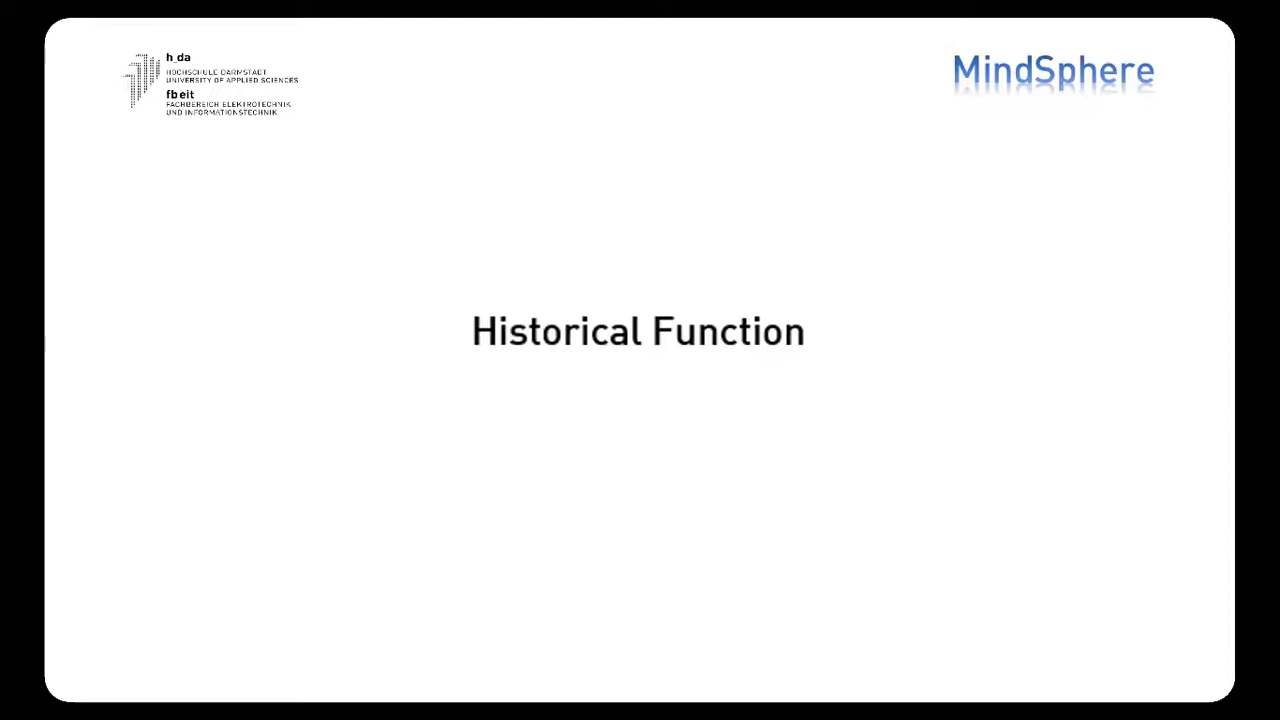 h_da
HOCHSCHULE DARMSTADT
UNIVERSITY OF APPLIED SCIENCES
fbeit
FACHBEREICH ELEKTROTECHNIK
UND INFORMATIONSTECHNIK
MindSphere
Historical Function